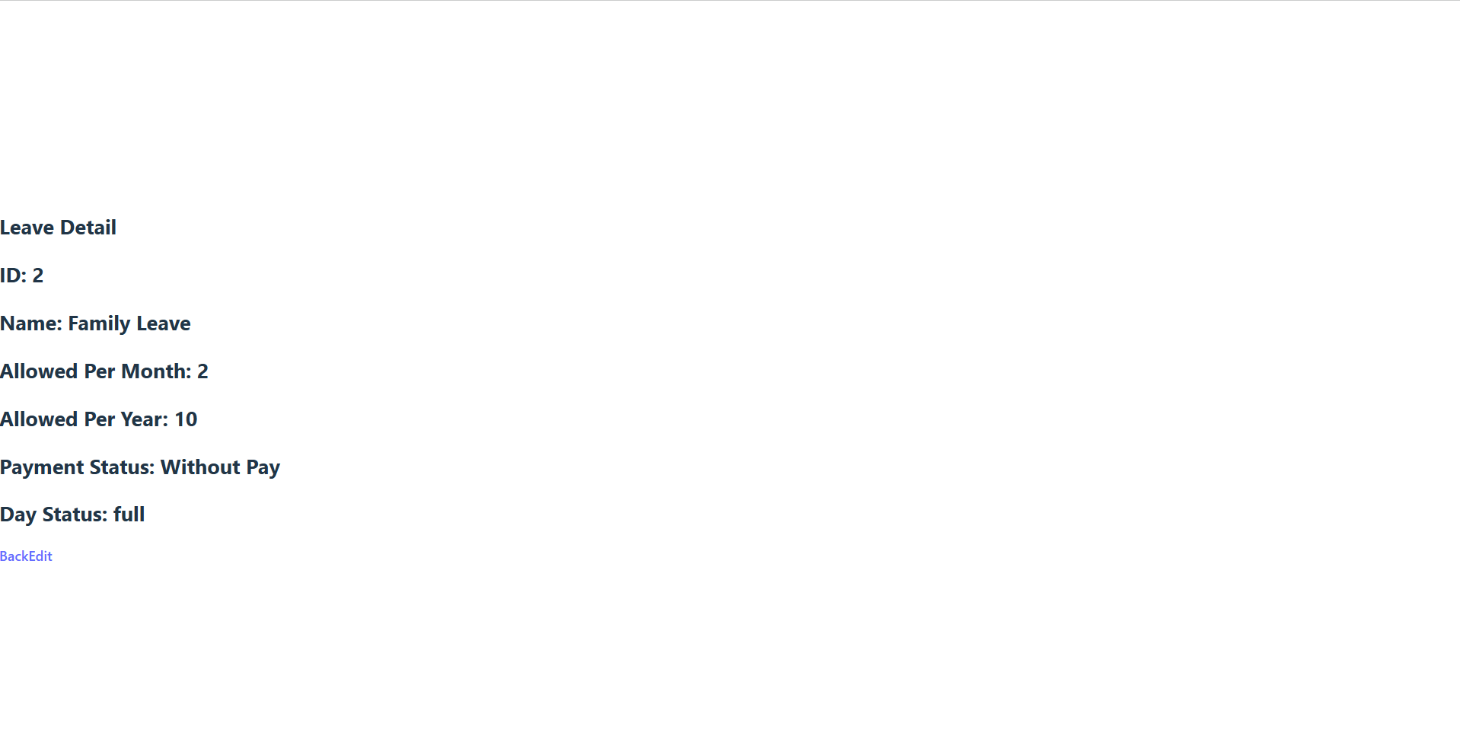 Leave Detail
ID: 2
Name: Family Leave
Allowed Per Month: 2
Allowed Per Year: 10
Payment Status: Without Pay
Day Status: full
BackEdit